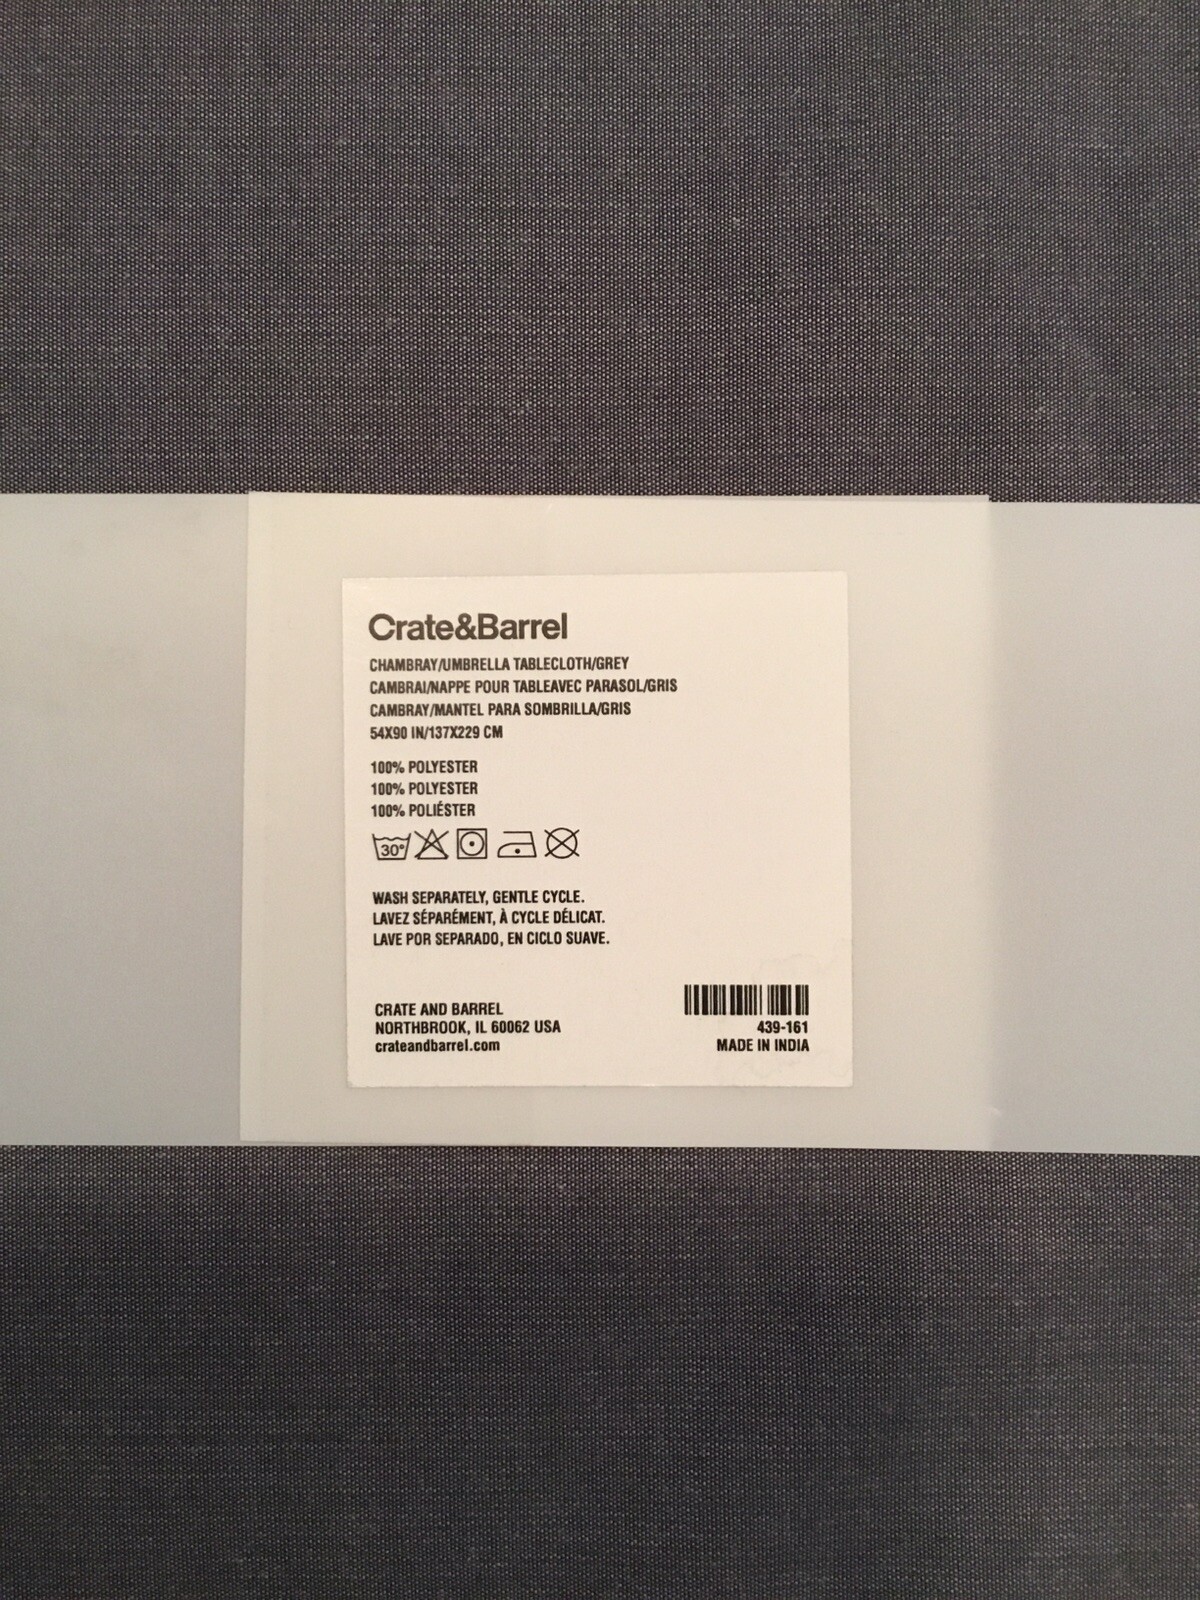 Crate&Barrel
CHAMBRAY/UMBRELLA TABLECLOTH/GREY
CAMBRAI/NAPPE POUR TABLEAVEC PARASOL/GRIS
CAMBRAY/MANTEL PARA SOMBRILLA/GRIS
54X90 IN/137X229 CM
100% POLYESTER
100% POLYESTER
100% POLIÉSTER
30°
WASH SEPARATELY, GENTLE CYCLE.
LAVEZ SÉPARÉMENT, À CYCLE DÉLICAT.
LAVE POR SEPARADO, EN CICLO SUAVE.
CRATE AND BARREL
NORTHBROOK, IL 60062 USA
crateandbarrel.com
439-161
MADE IN INDIA